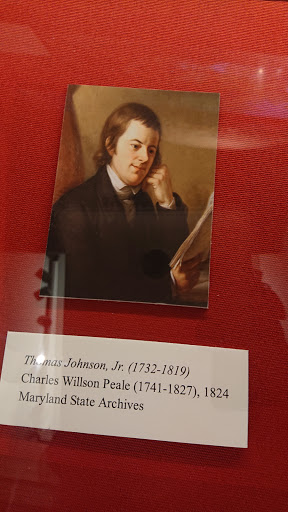 Thomas Johnson, Jr. (1732-1819)
Charles Willson Peale (1741-1827), 1824
Maryland State Archives